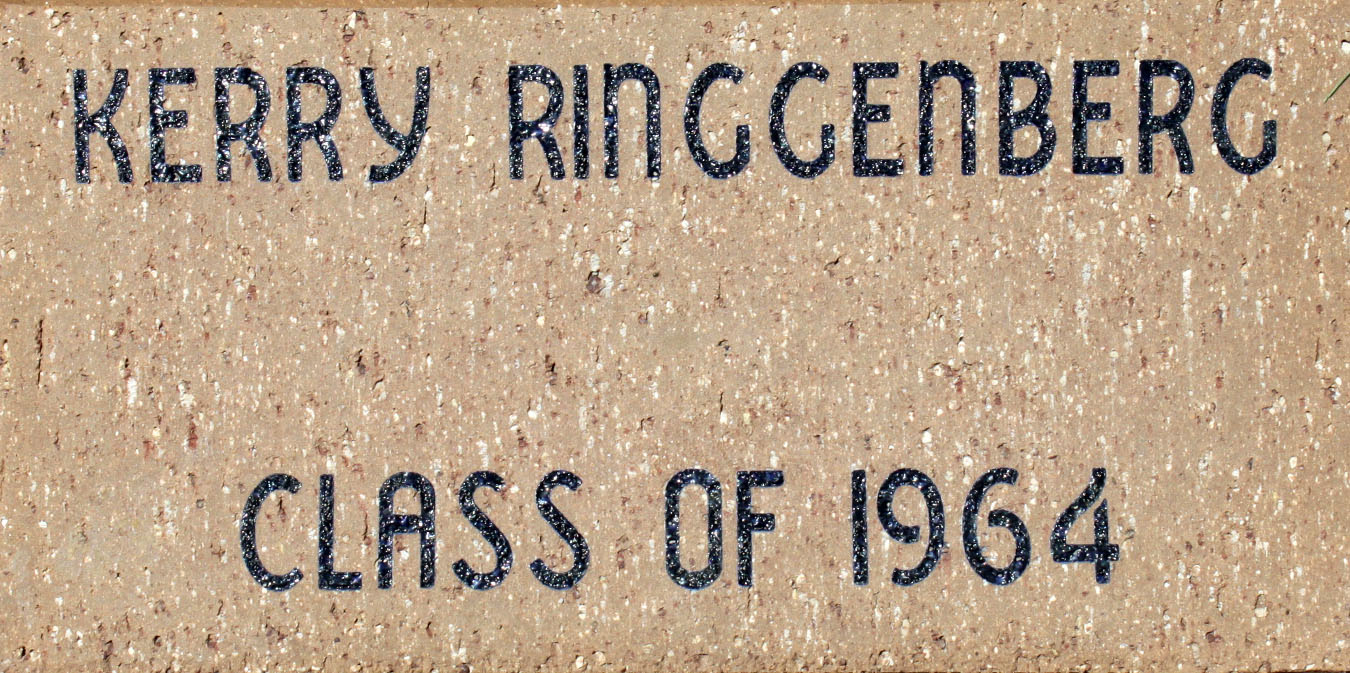 KERRY RINGGENBERG
CLASS OF 1964